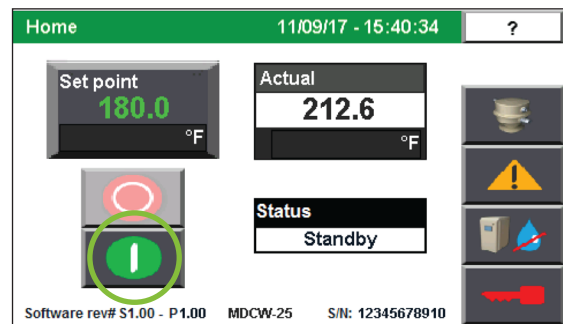 Home 11/09/17 - 15:40:34 ?
Set point
180.0
°F
Actual
212.6
°F
Status
Standby
Software rev# S1.00 - P1.00 MDCW-25 S/N: 12345678910